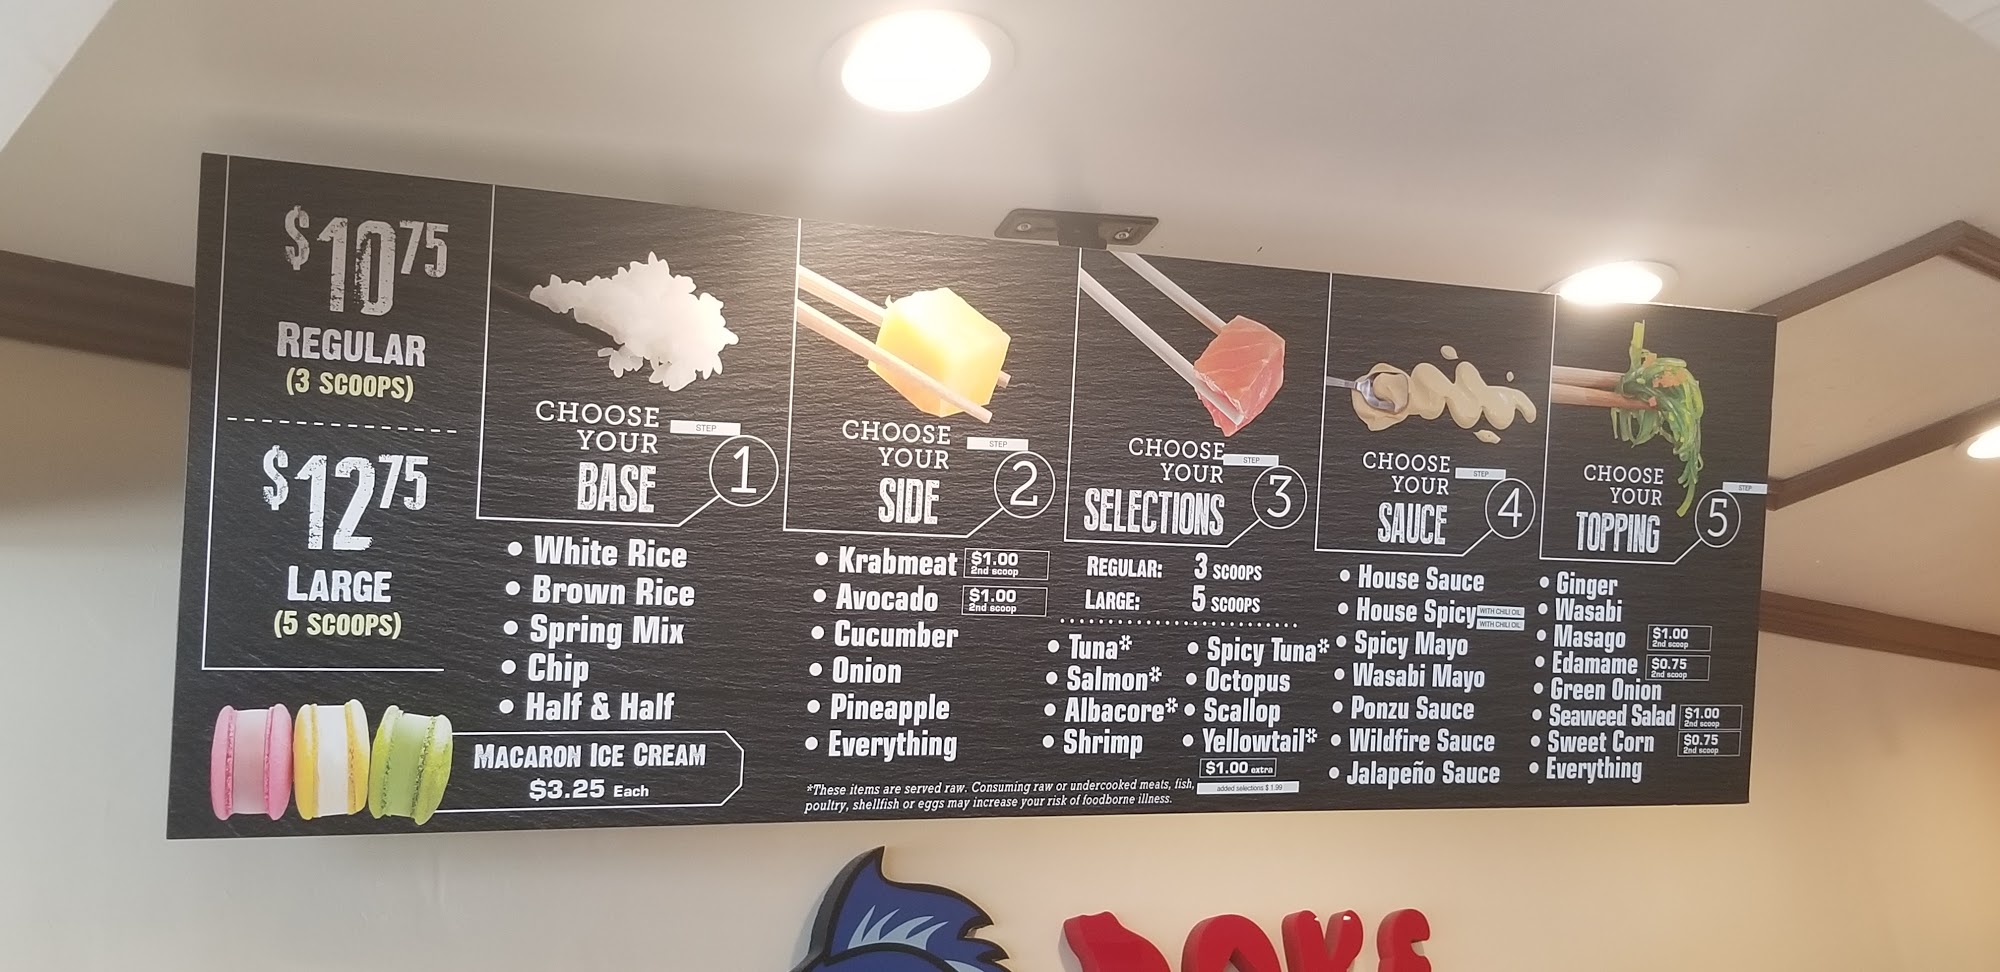 $10.75
REGULAR
(3 SCOOPS)
$12.75
LARGE
(5 SCOOPS)
MACARON ICE CREAM
$3.25 Each
CHOOSE
YOUR
BASE
STEP
1
• White Rice
• Brown Rice
• Spring Mix
• Chip
• Half & Half
CHOOSE
YOUR
SIDE
STEP
2
• Krabmeat $1.00 2nd scoop
• Avocado $1.00 2nd scoop
• Cucumber
• Onion
• Pineapple
• Everything
CHOOSE
YOUR
SELECTIONS
STEP
3
REGULAR: 3 SCOOPS
LARGE: 5 SCOOPS
• Tuna*
• Salmon*
• Albacore*
• Shrimp
• Spicy Tuna*
• Octopus
• Scallop
• Yellowtail*
$1.00 extra
added selections $1.99
*These items are served raw. Consuming raw or undercooked meats, fish,
poultry, shellfish or eggs may increase your risk of foodborne illness.
CHOOSE
YOUR
SAUCE
STEP
4
• House Sauce
• House Spicy WITH CHILI OIL
WITH CHILI OIL
• Spicy Mayo
• Wasabi Mayo
• Ponzu Sauce
• Wildfire Sauce
• Jalapeño Sauce
CHOOSE
YOUR
TOPPING
STEP
5
• Ginger
• Wasabi
• Masago $1.00 2nd scoop
• Edamame $0.75 2nd scoop
• Green Onion
• Seaweed Salad $1.00 2nd scoop
• Sweet Corn $0.75 2nd scoop
• Everything
POKE